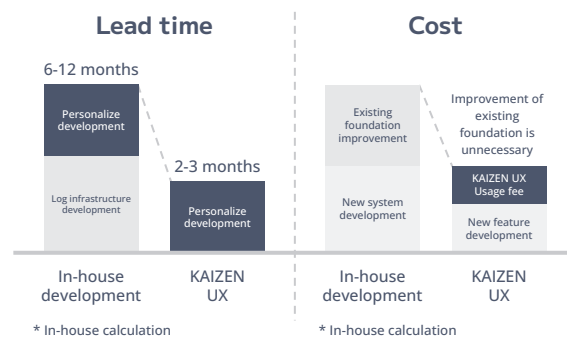 Lead time
6-12 months
Personalize
development
Log infrastructure
development
2-3 months
Personalize
development
In-house
development
KAIZEN
UX
* In-house calculation
Cost
Existing
foundation
improvement
New system
development
Improvement of
existing
foundation is
unnecessary
KAIZEN UX
Usage fee
New feature
development
In-house
development
KAIZEN
UX
* In-house calculation